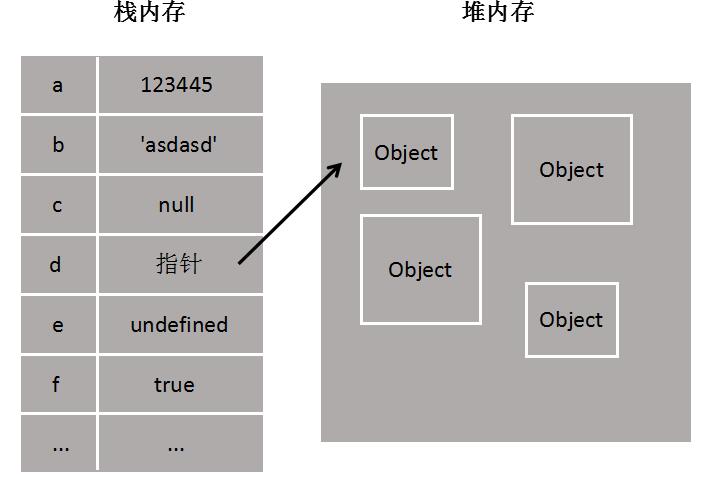 栈内存
堆内存
a 123445
b 'asdasd'
c null
d 指针
e undefined
f true
... ...
Object
Object
Object
Object